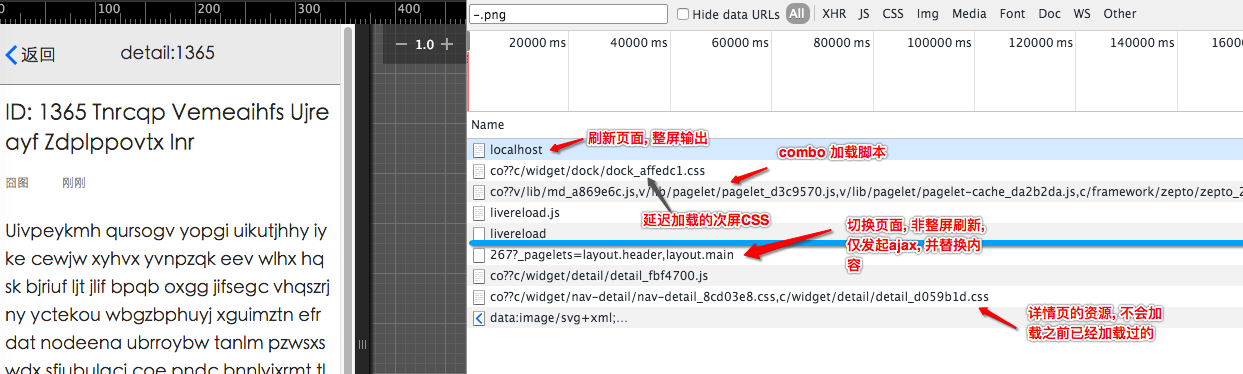 0 100 200 300 400
返回
detail:1365
− 1.0 +
ID: 1365 Tnrcqp Vemeaihfs Ujre
ayf Zdplppovtx Inr
囧图 刚刚
Uivpeykmh qursogv yopgi uikutjhhy iy
ke cewjw xyhvx yvnpzqk eev wlhx hq
sk bjriuf ljt jlif bpqb oxgg jifsegc vhqszrj
ny yctekou wbgzbphuyj xguimztn efr
dat nodeena ubrroybw tanlm pzwsxs
wdx sfiubulgci coe pndc bnnlvixrmt tl
-.png
Hide data URLs
All XHR JS CSS Img Media Font Doc WS Other
20000 ms 40000 ms 60000 ms 80000 ms 100000 ms 120000 ms 140000 ms 1600
Name
localhost
刷新页面, 整屏输出
co??c/widget/dock/dock_affedc1.css
combo 加载脚本
co??v/lib/md_a869e6c.js,v/lib/pagelet/pagelet_d3c9570.js,v/lib/pagelet/pagelet-cache_da2b2da.js,c/framework/zepto/zepto_2
livereload.js
延迟加载的次屏CSS
livereload
切换页面, 非整屏刷新,
仅发起ajax, 并替换内
容
267?_pagelets=layout.header,layout.main
co??c/widget/detail/detail_fbf4700.js
co??c/widget/nav-detail/nav-detail_8cd03e8.css,c/widget/detail/detail_d059b1d.css
详情页的资源, 不会加
载之前已经加载过的
data:image/svg+xml;...